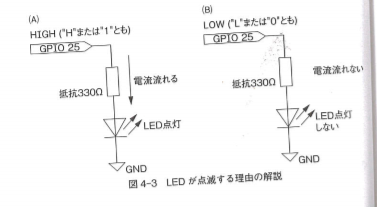 (A)
HIGH ("H"または"1"とも)
GPIO 25
電流流れる
抵抗330Ω
LED点灯
GND
(B)
LOW ("L"または"0"とも)
GPIO 25
電流流れない
抵抗330Ω
LED点灯
しない
GND
図 4-3 LED が点滅する理由の解説